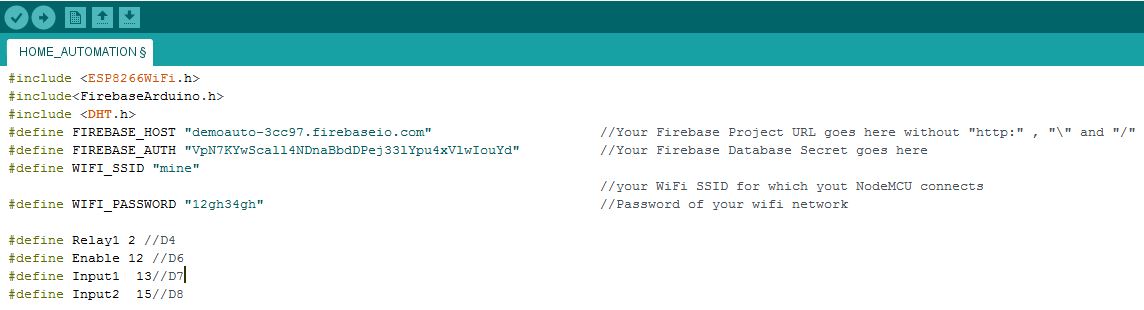 HOME_AUTOMATION §
#include <ESP8266WiFi.h>
#include<FirebaseArduino.h>
#include <DHT.h>
#define FIREBASE_HOST "demoauto-3cc97.firebaseio.com" //Your Firebase Project URL goes here without "http:" , "\" and "/"
#define FIREBASE_AUTH "VpN7KYwScall4NDnaBbdDPej33lYpu4xVlwIouYd" //Your Firebase Database Secret goes here
#define WIFI_SSID "mine"
//your WiFi SSID for which yout NodeMCU connects
#define WIFI_PASSWORD "12gh34gh" //Password of your wifi network
#define Relay1 2 //D4
#define Enable 12 //D6
#define Input1  13//D7
#define Input2  15//D8